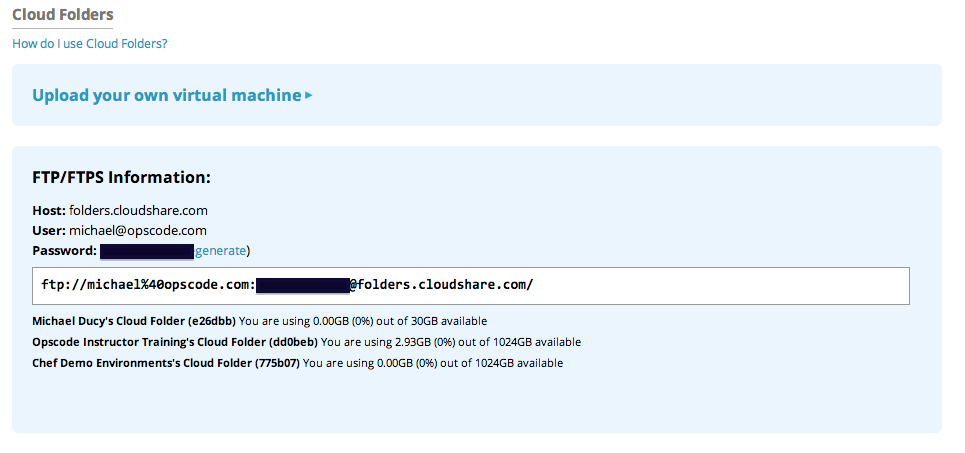 Cloud Folders
How do I use Cloud Folders?
Upload your own virtual machine ▸
FTP/FTPS Information:
Host: folders.cloudshare.com
User: michael@opscode.com
Password: generate)
ftp://michael%40opscode.com: @folders.cloudshare.com/
Michael Ducy's Cloud Folder (e26dbb) You are using 0.00GB (0%) out of 30GB available
Opscode Instructor Training's Cloud Folder (dd0beb) You are using 2.93GB (0%) out of 1024GB available
Chef Demo Environments's Cloud Folder (775b07) You are using 0.00GB (0%) out of 1024GB available